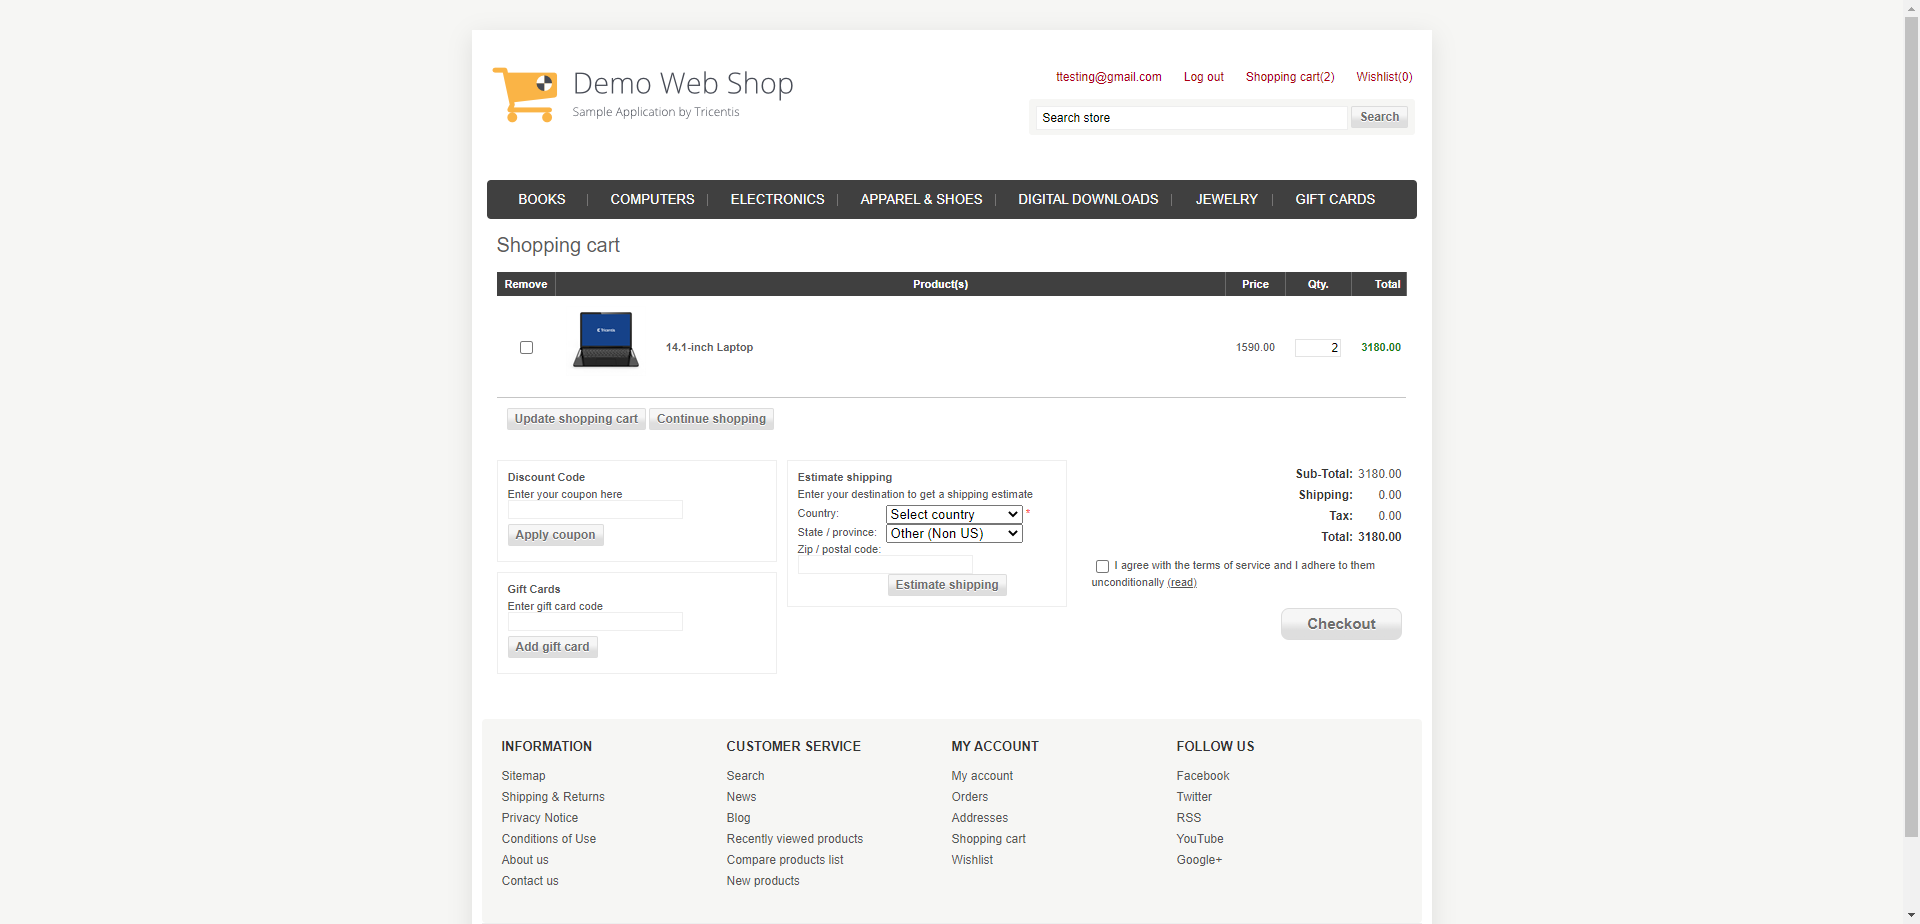 Demo Web Shop
Sample Application by Tricentis
ttesting@gmail.com Log out Shopping cart(2) Wishlist(0)
Search store Search
BOOKS COMPUTERS ELECTRONICS APPAREL & SHOES DIGITAL DOWNLOADS JEWELRY GIFT CARDS
Shopping cart
Remove Product(s) Price Qty. Total
Tricentis
14.1-inch Laptop 1590.00 2 3180.00
Update shopping cart Continue shopping
Discount Code
Enter your coupon here
Apply coupon
Gift Cards
Enter gift card code
Add gift card
Estimate shipping
Enter your destination to get a shipping estimate
Country: Select country *
State / province: Other (Non US)
Zip / postal code:
Estimate shipping
Sub-Total: 3180.00
Shipping: 0.00
Tax: 0.00
Total: 3180.00
I agree with the terms of service and I adhere to them
unconditionally (read)
Checkout
INFORMATION
Sitemap
Shipping & Returns
Privacy Notice
Conditions of Use
About us
Contact us
CUSTOMER SERVICE
Search
News
Blog
Recently viewed products
Compare products list
New products
MY ACCOUNT
My account
Orders
Addresses
Shopping cart
Wishlist
FOLLOW US
Facebook
Twitter
RSS
YouTube
Google+